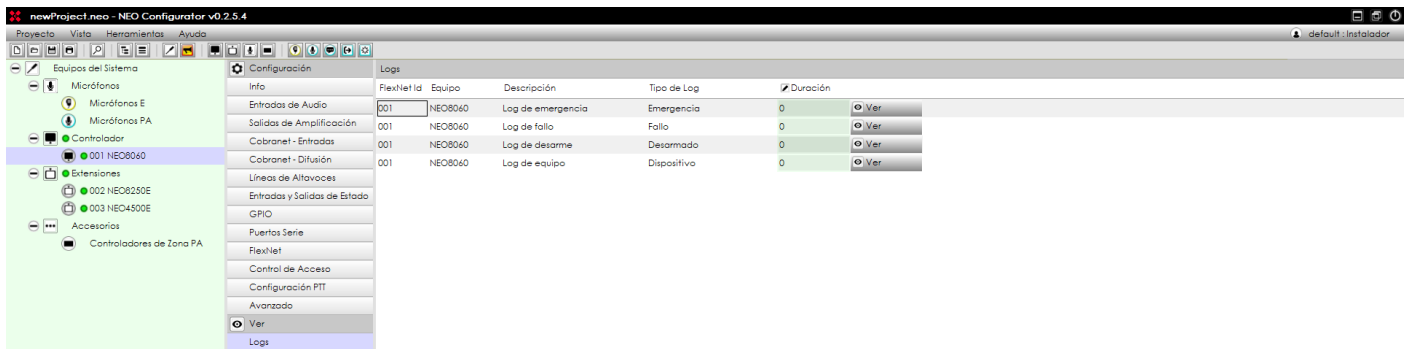 newProject.neo - NEO Configurator v0.2.5.4
Proyecto Vista Herramientas Ayuda
default : Instalador
Equipos del Sistema
Micrófonos
Micrófonos E
Micrófonos PA
Controlador
001 NEO8060
Extensiones
002 NEO8250E
003 NEO4500E
Accesorios
Controladores de Zona PA
Configuración
Info
Entradas de Audio
Salidas de Amplificación
Cobranet - Entradas
Cobranet - Difusión
Líneas de Altavoces
Entradas y Salidas de Estado
GPIO
Puertos Serie
FlexNet
Control de Acceso
Configuración PTT
Avanzado
Ver
Logs
Logs
FlexNet Id Equipo Descripción Tipo de Log Duración
001 NEO8060 Log de emergencia Emergencia 0 Ver
001 NEO8060 Log de fallo Fallo 0 Ver
001 NEO8060 Log de desarme Desarmado 0 Ver
001 NEO8060 Log de equipo Dispositivo 0 Ver